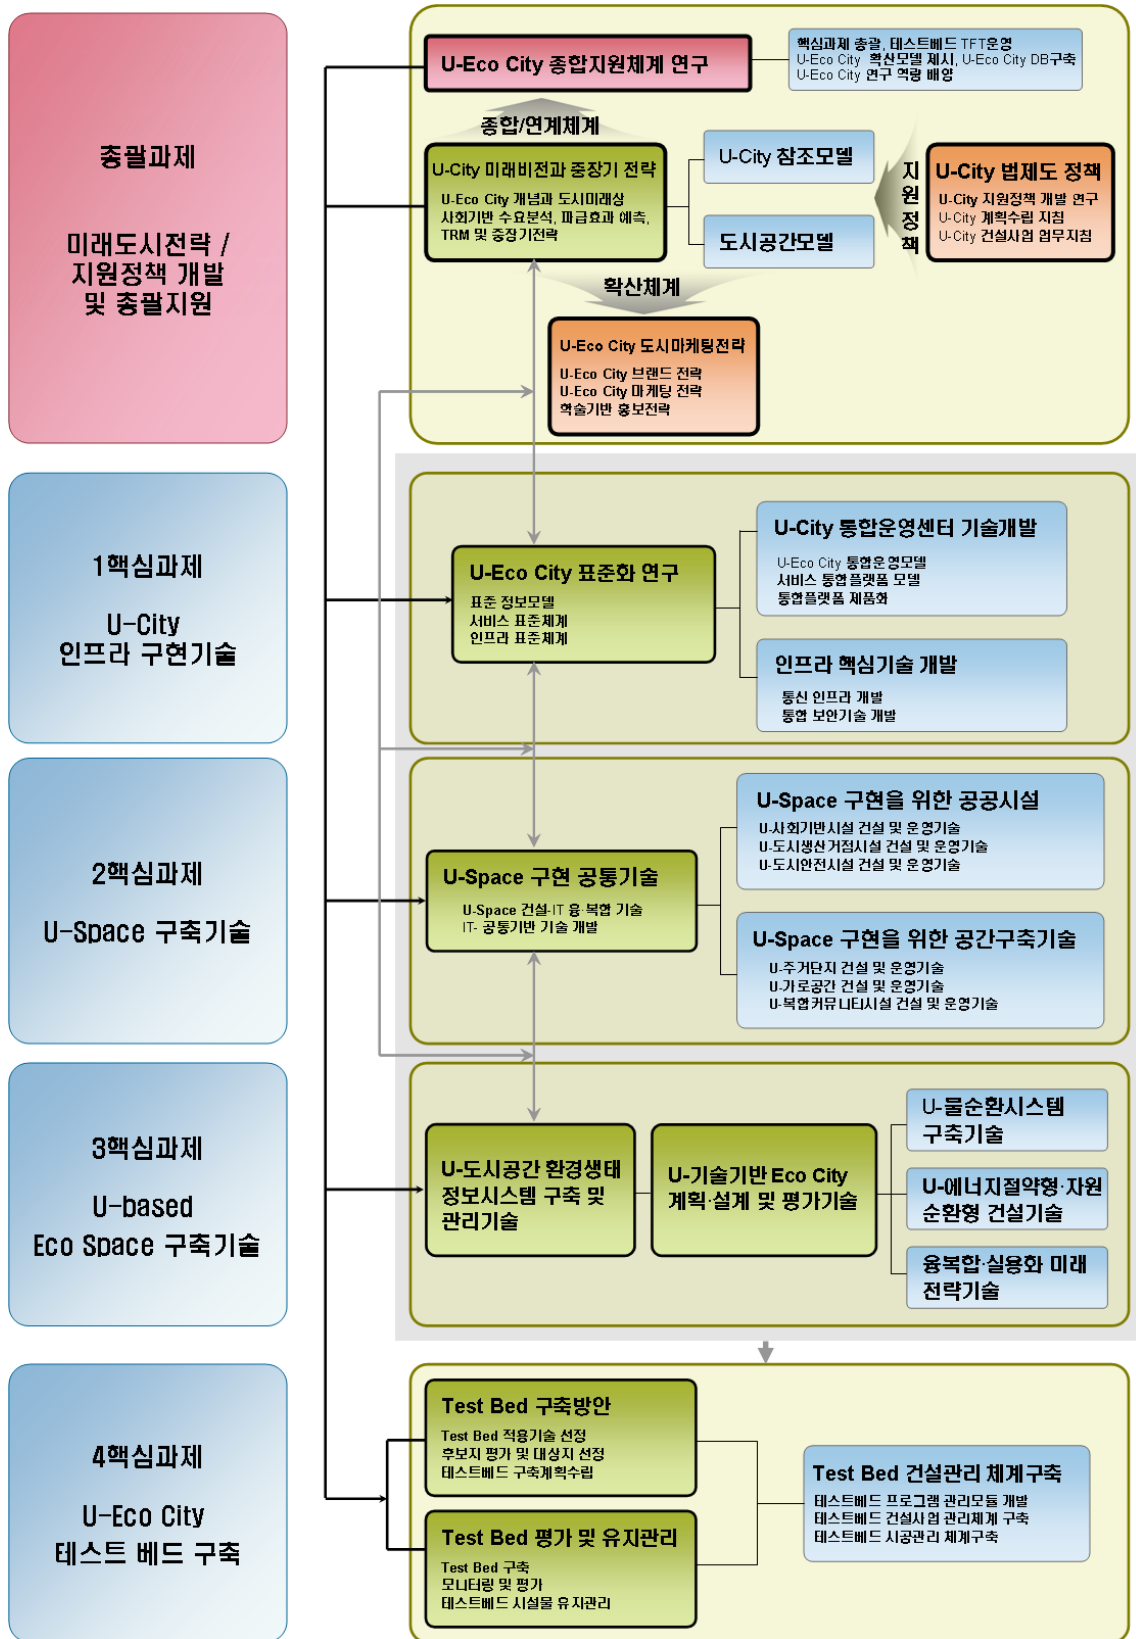 총괄과제
미래도시전략 /
지원정책 개발
및 총괄지원
U-Eco City 종합지원체계 연구
핵심과제 총괄, 테스트베드 TFT운영
U-Eco City 확산모델 제시, U-Eco City DB구축
U-Eco City 연구 역량 배양
종합/연계체계
U-City 미래비전과 중장기 전략
U-Eco City 개념과 도시미래상
사회기반 수요분석, 파급효과 예측,
TRM 및 중장기전략
U-City 참조모델
도시공간모델
지원정책
U-City 법제도 정책
U-City 지원정책 개발 연구
U-City 계획수립 지침
U-City 건설사업 업무지침
확산체계
U-Eco City 도시마케팅전략
U-Eco City 브랜드 전략
U-Eco City 마케팅 전략
학술기반 홍보전략
1핵심과제
U-City
인프라 구현기술
U-Eco City 표준화 연구
표준 정보모델
서비스 표준체계
인프라 표준체계
U-City 통합운영센터 기술개발
U-Eco City 통합운영모델
서비스 통합플랫폼 모델
통합플랫폼 제품화
인프라 핵심기술 개발
통신 인프라 개발
통합 보안기술 개발
2핵심과제
U-Space 구축기술
U-Space 구현 공통기술
U-Space 건설-IT 융·복합 기술
IT- 공통기반 기술 개발
U-Space 구현을 위한 공공시설
U-사회기반시설 건설 및 운영기술
U-도시생산거점시설 건설 및 운영기술
U-도시안전시설 건설 및 운영기술
U-Space 구현을 위한 공간구축기술
U-주거단지 건설 및 운영기술
U-가로공간 건설 및 운영기술
U-복합커뮤니티시설 건설 및 운영기술
3핵심과제
U-based
Eco Space 구축기술
U-도시공간 환경생태
정보시스템 구축 및
관리기술
U-기술기반 Eco City
계획·설계 및 평가기술
U-물순환시스템
구축기술
U-에너지절약형·자원
순환형 건설기술
융복합·실용화 미래
전략기술
4핵심과제
U-Eco City
테스트 베드 구축
Test Bed 구축방안
Test Bed 적용기술 선정
후보지 평가 및 대상지 선정
테스트베드 구축계획수립
Test Bed 평가 및 유지관리
Test Bed 구축
모니터링 및 평가
테스트베드 시설물 유지관리
Test Bed 건설관리 체계구축
테스트베드 프로그램 관리모듈 개발
테스트베드 건설사업 관리체계 구축
테스트베드 시공관리 체계구축